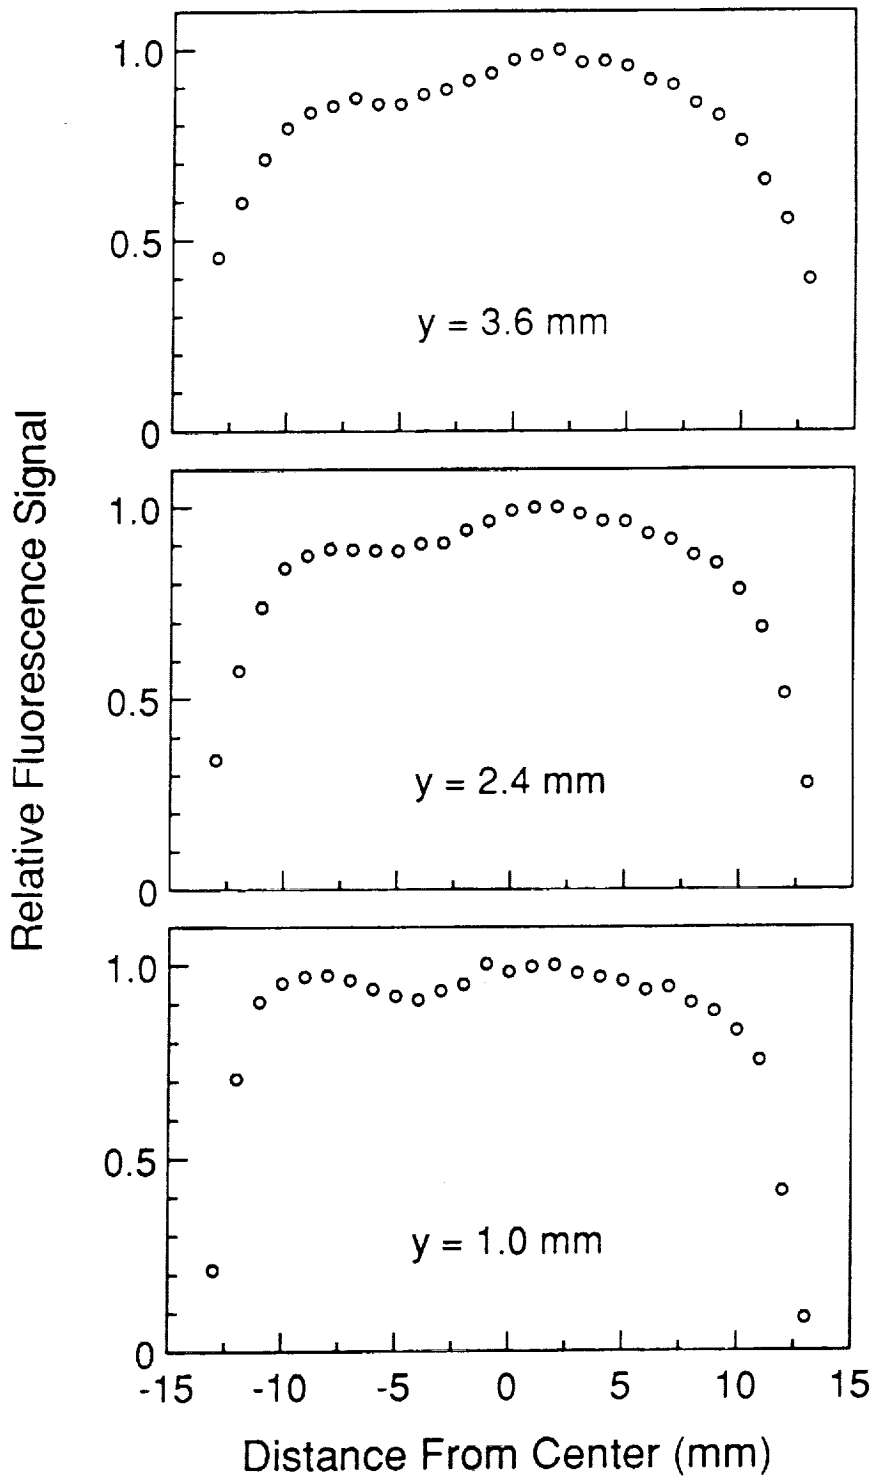 Relative Fluorescence Signal
1.0
0.5
0
y = 3.6 mm
1.0
0.5
0
y = 2.4 mm
1.0
0.5
0
y = 1.0 mm
-15 -10 -5 0 5 10 15
Distance From Center (mm)